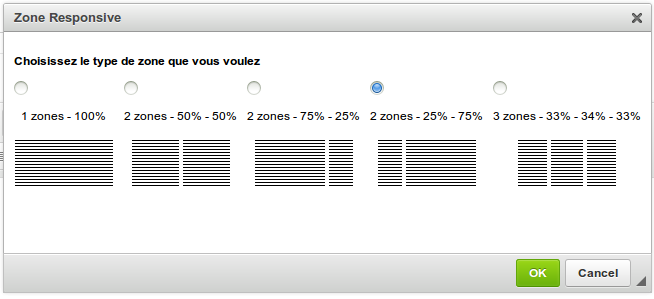 Zone Responsive
Choisissez le type de zone que vous voulez
1 zones - 100%
2 zones - 50% - 50%
2 zones - 75% - 25%
2 zones - 25% - 75%
3 zones - 33% - 34% - 33%
OK
Cancel